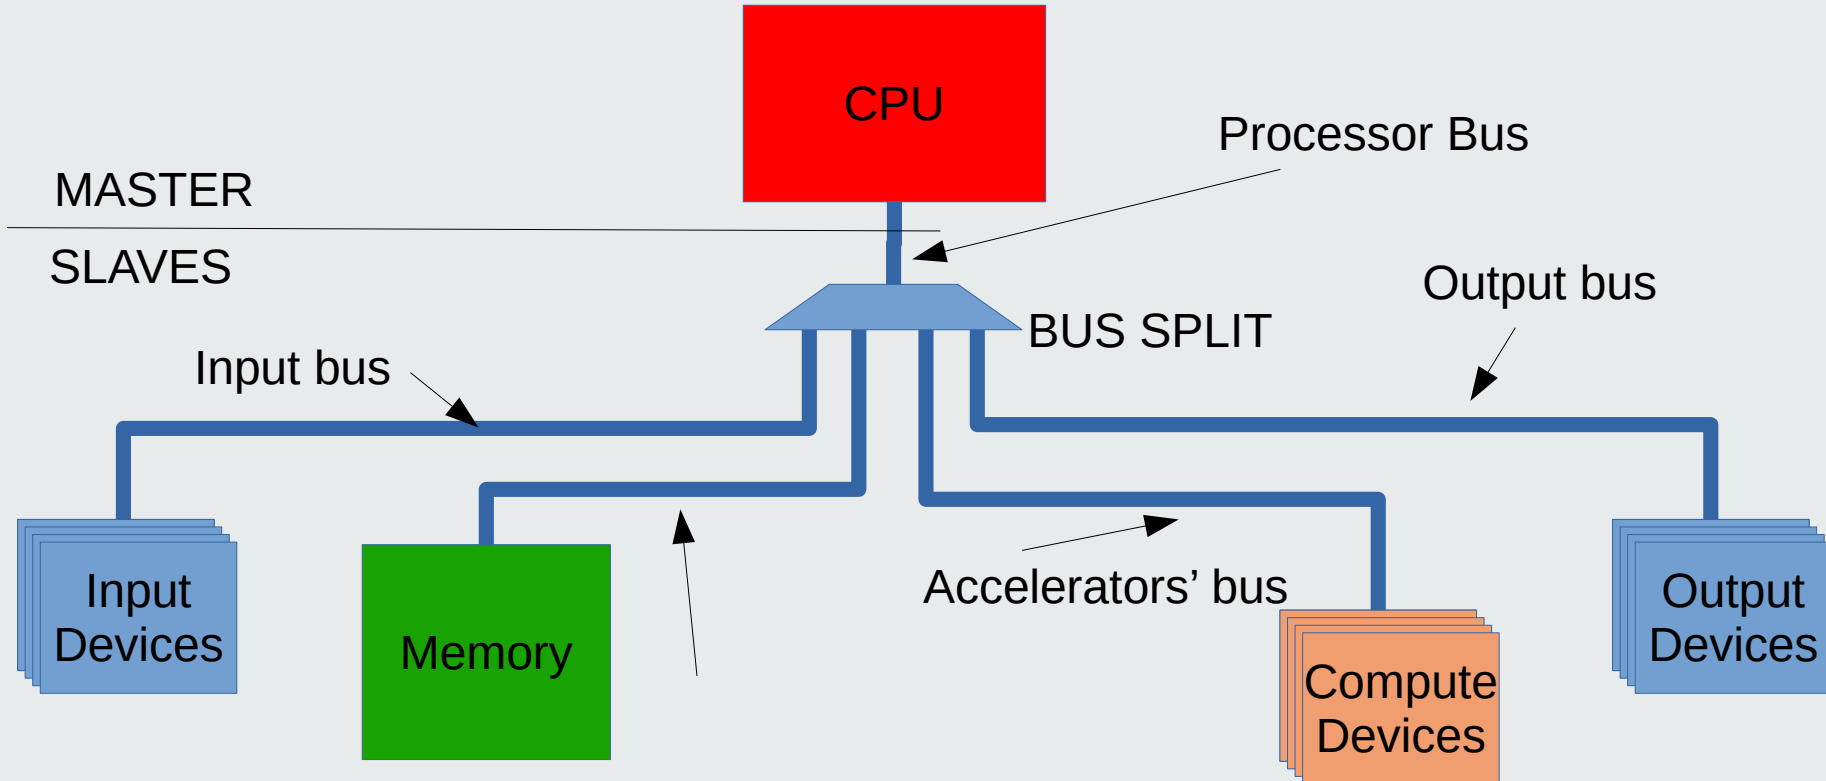 CPU
Processor Bus
MASTER
SLAVES
Output bus
BUS SPLIT
Input bus
Accelerators’ bus
Input
Devices
Memory
Compute
Devices
Output
Devices